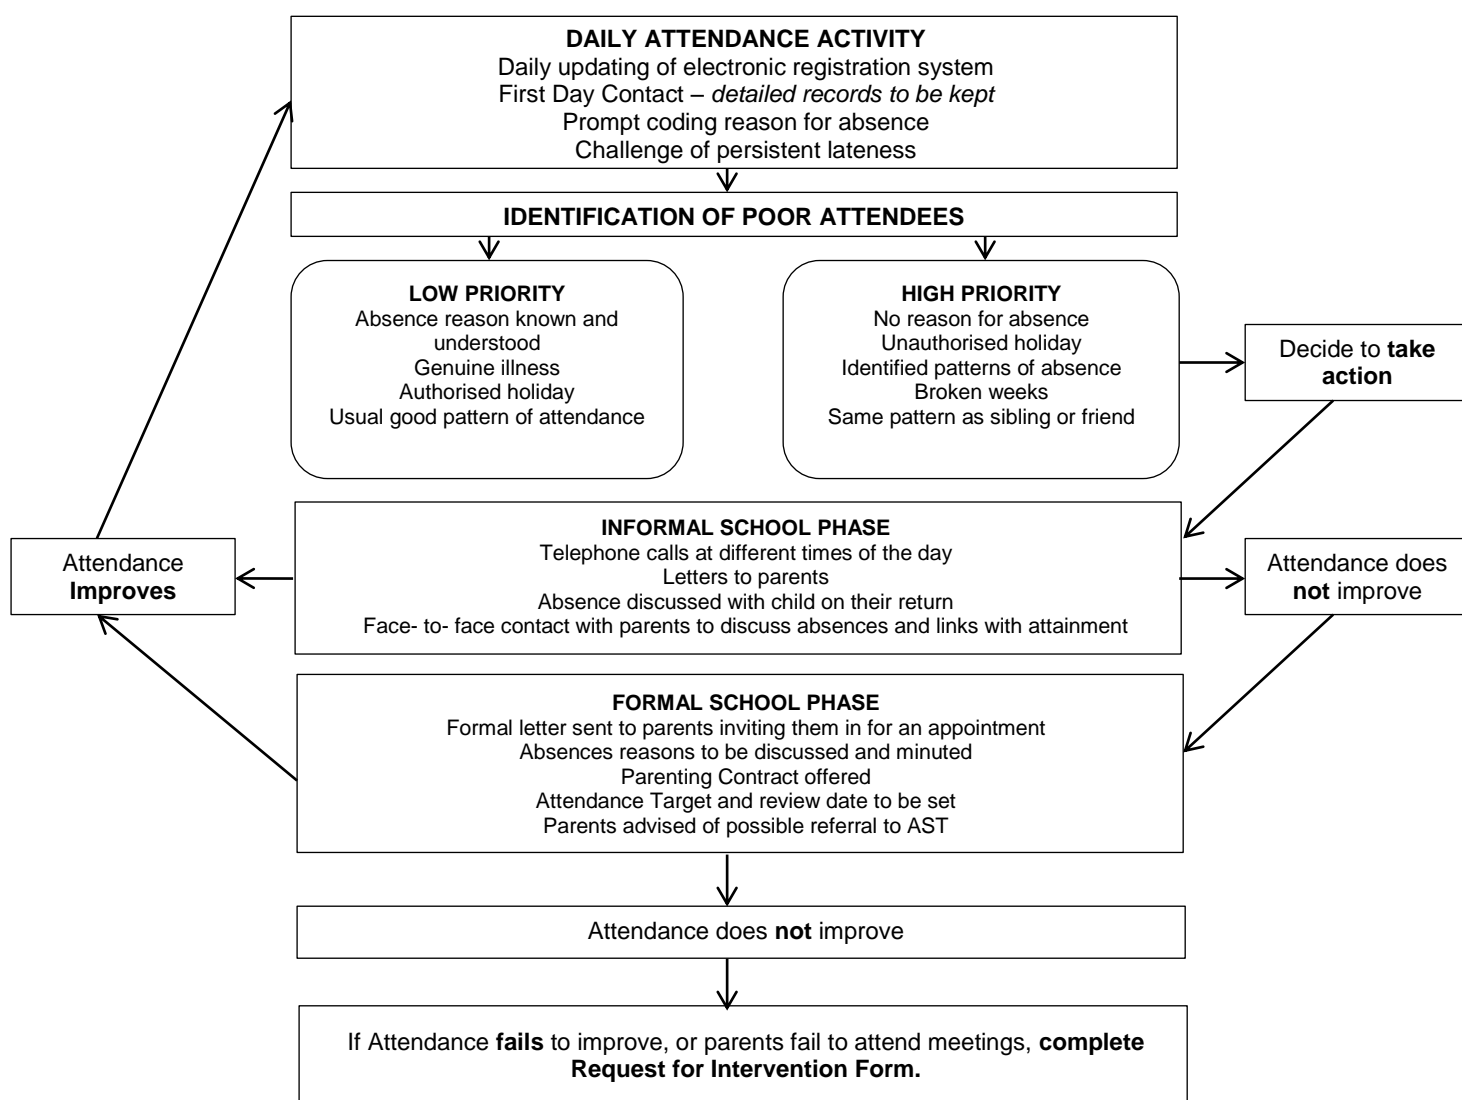 DAILY ATTENDANCE ACTIVITY
Daily updating of electronic registration system
First Day Contact – detailed records to be kept
Prompt coding reason for absence
Challenge of persistent lateness
IDENTIFICATION OF POOR ATTENDEES
LOW PRIORITY
Absence reason known and
understood
Genuine illness
Authorised holiday
Usual good pattern of attendance
HIGH PRIORITY
No reason for absence
Unauthorised holiday
Identified patterns of absence
Broken weeks
Same pattern as sibling or friend
Decide to take
action
INFORMAL SCHOOL PHASE
Telephone calls at different times of the day
Letters to parents
Absence discussed with child on their return
Face- to- face contact with parents to discuss absences and links with attainment
Attendance
Improves
Attendance does
not improve
FORMAL SCHOOL PHASE
Formal letter sent to parents inviting them in for an appointment
Absences reasons to be discussed and minuted
Parenting Contract offered
Attendance Target and review date to be set
Parents advised of possible referral to AST
Attendance does not improve
If Attendance fails to improve, or parents fail to attend meetings, complete
Request for Intervention Form.